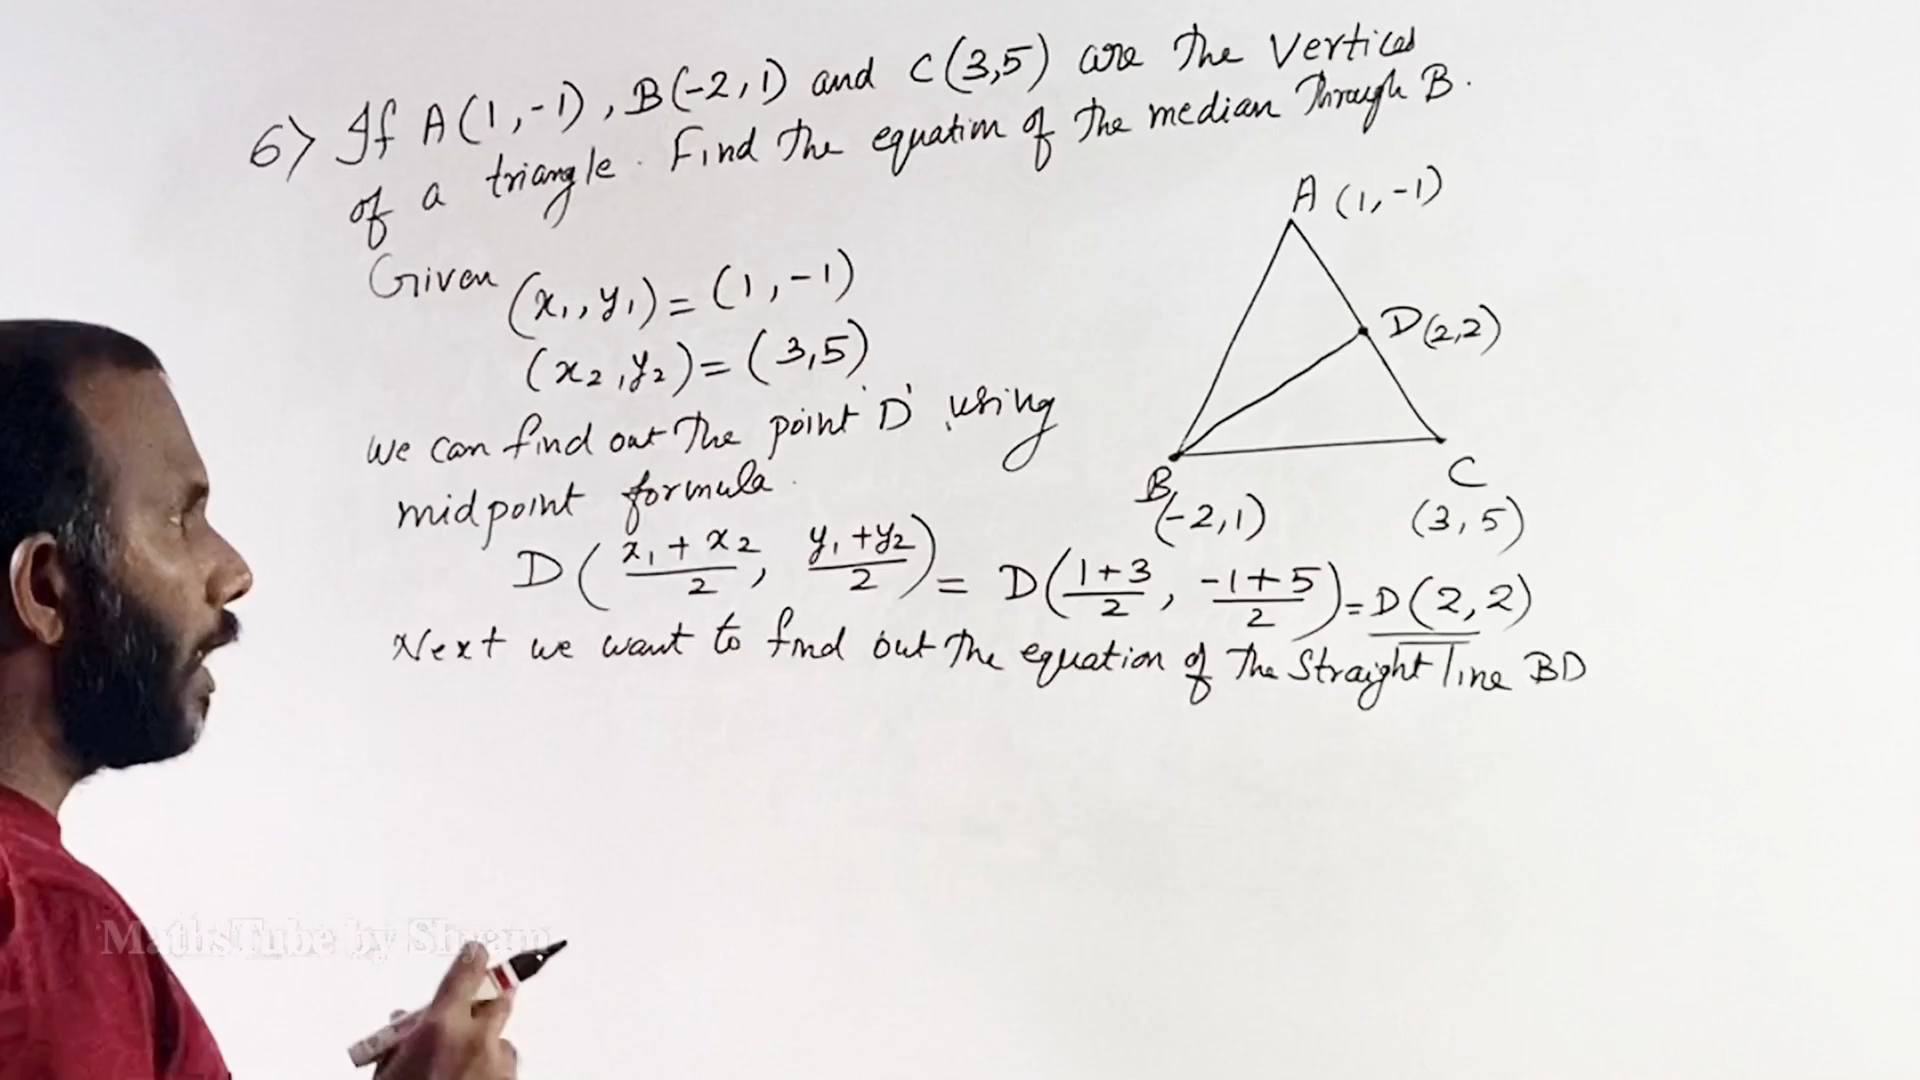 6) If A(1,-1), B(-2,1) and C(3,5) are the vertices
of a triangle. Find the equation of the median Through B.
A(1,-1)
Given (x₁,y₁)=(1,-1)
D(2,2)
(x₂,y₂)=(3,5)
we can find out the point 'D' using
midpoint formula.
B(-2,1)
C(3,5)
D((x₁+x₂)/2, (y₁+y₂)/2) = D((1+3)/2, (-1+5)/2) = D(2,2)
Next we want to find out the equation of the Straight line BD
MathsTube by Shyam